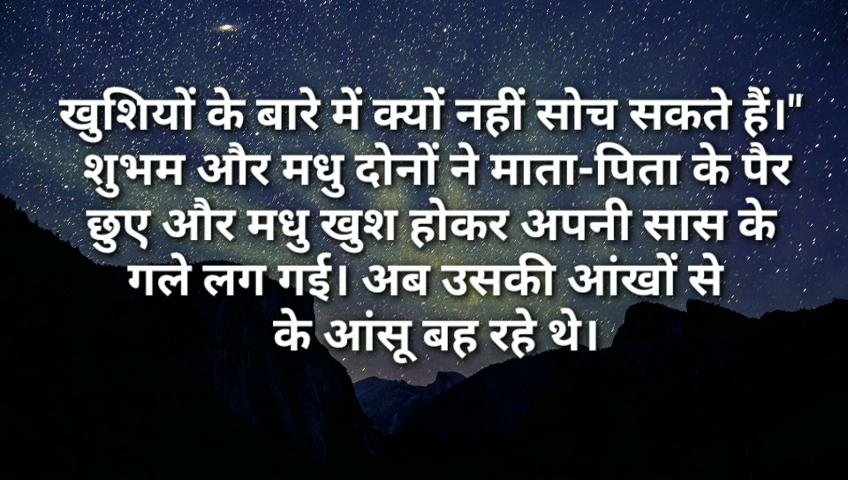 खुशियों के बारे में क्यों नहीं सोच सकते हैं।"
शुभम और मधु दोनों ने माता-पिता के पैर
छुए और मधु खुश होकर अपनी सास के
गले लग गई। अब उसकी आंखों से
के आंसू बह रहे थे।